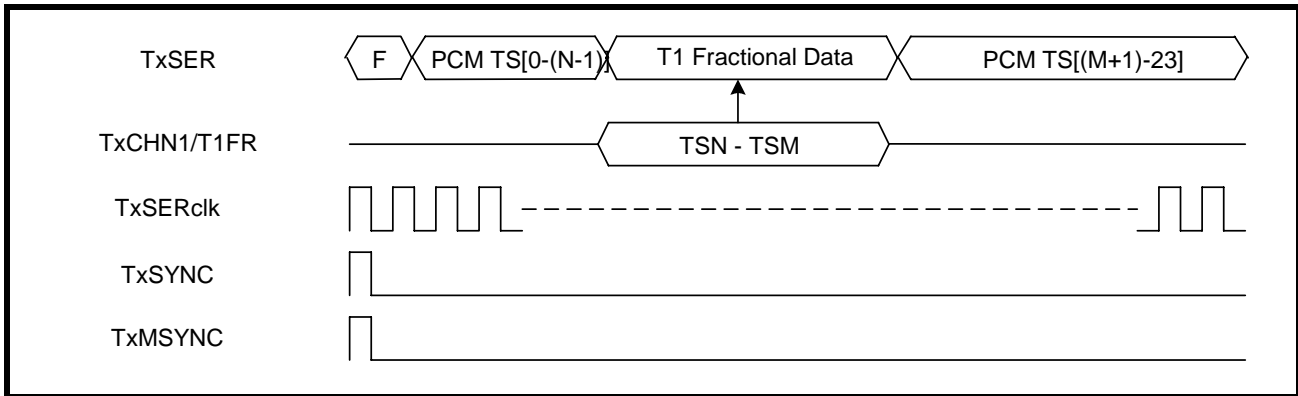 TxSER
F
PCM TS[0-(N-1)]
T1 Fractional Data
PCM TS[(M+1)-23]
TxCHN1/T1FR
TSN - TSM
TxSERclk
TxSYNC
TxMSYNC